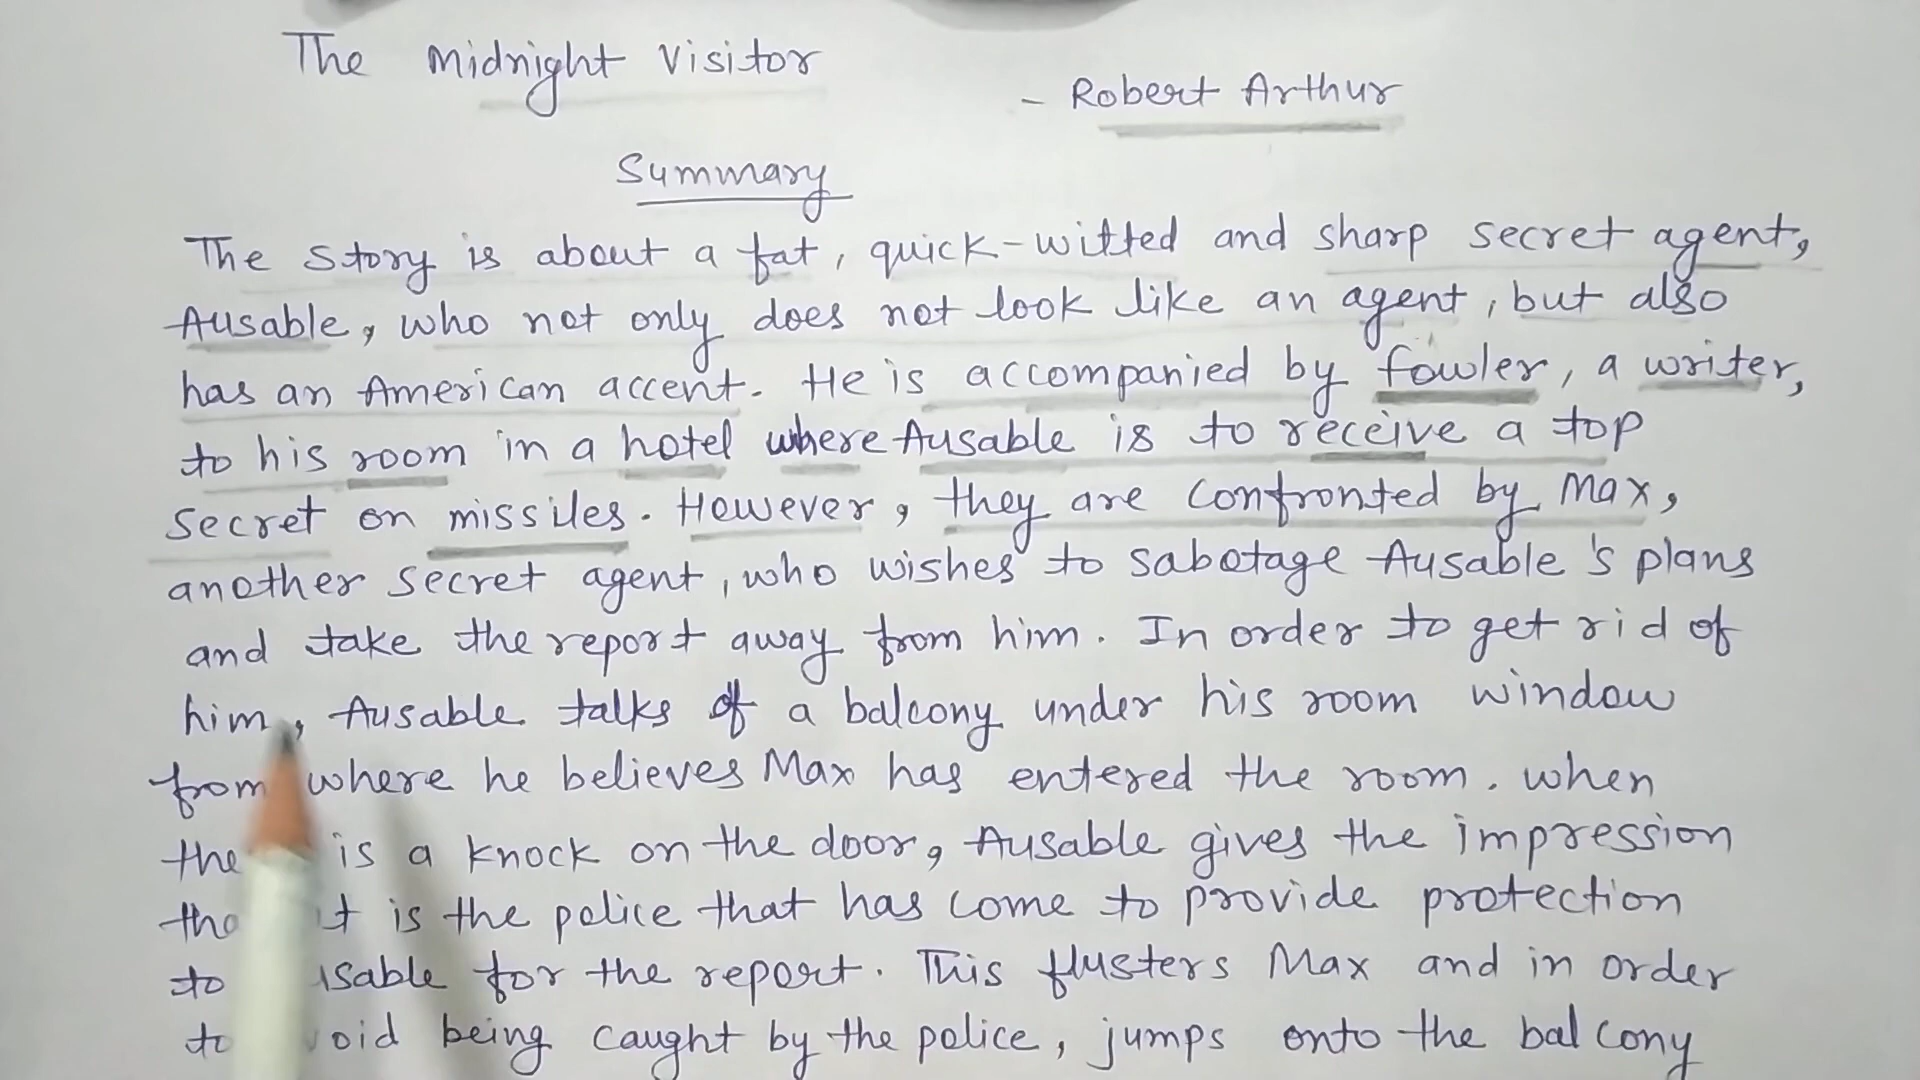 The Midnight Visitor
- Robert Arthur
Summary
The story is about a fat, quick-witted and sharp secret agent,
Ausable, who not only does not look like an agent, but also
has an American accent. He is accompanied by fowler, a writer,
to his room in a hotel where Ausable is to receive a top
secret on missiles. However, they are confronted by Max,
another secret agent, who wishes to sabotage Ausable's plans
and take the report away from him. In order to get rid of
him, Ausable talks of a balcony under his room window
from where he believes Max has entered the room. when
is a knock on the door, Ausable gives the impression
is the police that has come to provide protection
to for the report. This flusters Max and in order
to being caught by the police, jumps onto the balcony